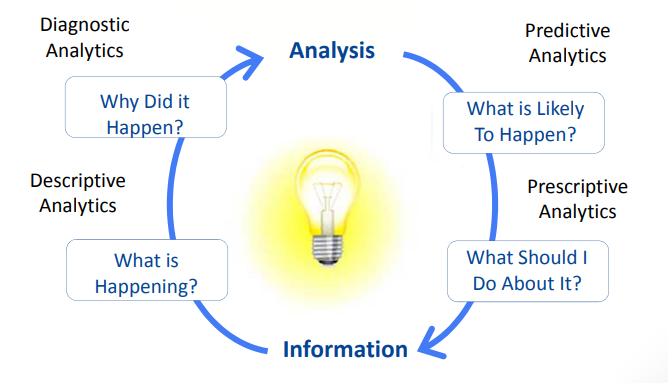 Diagnostic
Analytics
Why Did it
Happen?
Descriptive
Analytics
What is
Happening?
Analysis
Information
Predictive
Analytics
What is Likely
To Happen?
Prescriptive
Analytics
What Should I
Do About It?